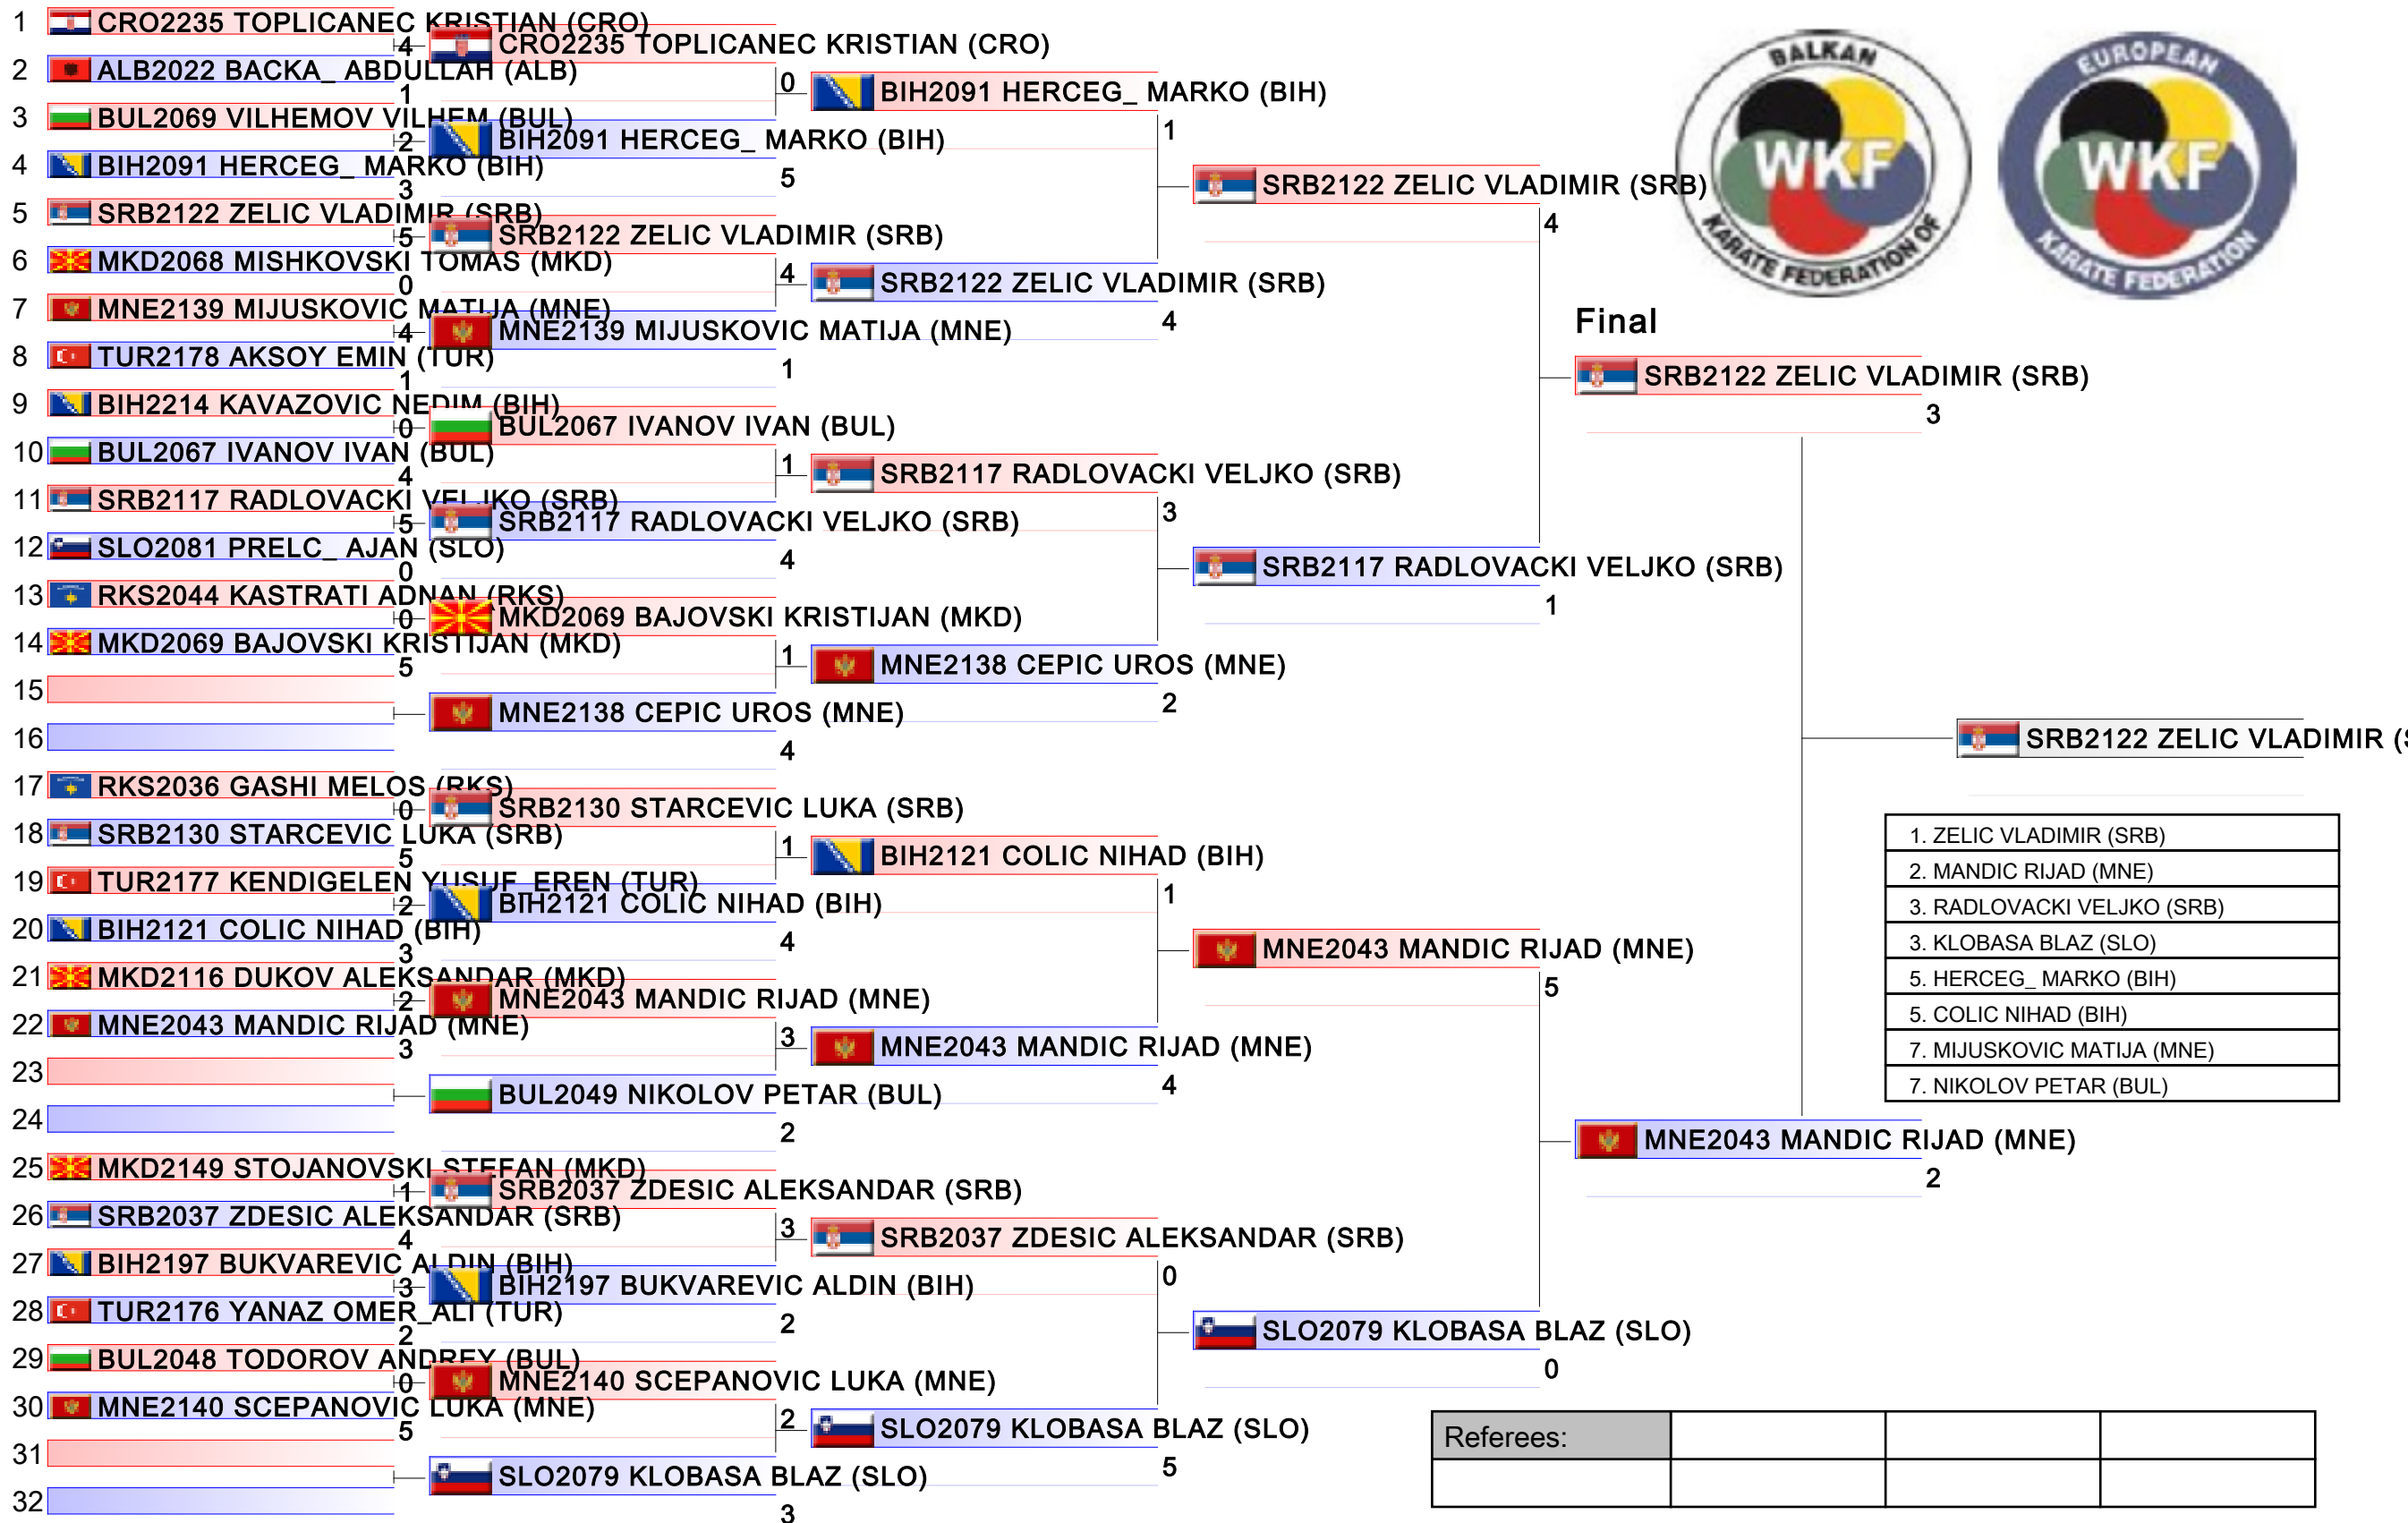 1 CRO2235 TOPLICANEC KRISTIAN (CRO)
4
2 ALB2022 BACKA_ ABDULLAH (ALB)
1
3 BUL2069 VILHEMOV VILHEM (BUL)
2
4 BIH2091 HERCEG_ MARKO (BIH)
3
5 SRB2122 ZELIC VLADIMIR (SRB)
5
6 MKD2068 MISHKOVSKI TOMAS (MKD)
0
7 MNE2139 MIJUSKOVIC MATIJA (MNE)
4
8 TUR2178 AKSOY EMIN (TUR)
1
9 BIH2214 KAVAZOVIC NEDIM (BIH)
0
10 BUL2067 IVANOV IVAN (BUL)
4
11 SRB2117 RADLOVACKI VELJKO (SRB)
5
12 SLO2081 PRELC_ AJAN (SLO)
0
13 RKS2044 KASTRATI ADNAN (RKS)
0
14 MKD2069 BAJOVSKI KRISTIJAN (MKD)
5
15
16
17 RKS2036 GASHI MELOS (RKS)
0
18 SRB2130 STARCEVIC LUKA (SRB)
5
19 TUR2177 KENDIGELEN YUSUF_EREN (TUR)
2
20 BIH2121 COLIC NIHAD (BIH)
3
21 MKD2116 DUKOV ALEKSANDAR (MKD)
2
22 MNE2043 MANDIC RIJAD (MNE)
3
23
24
25 MKD2149 STOJANOVSKI STEFAN (MKD)
1
26 SRB2037 ZDESIC ALEKSANDAR (SRB)
4
27 BIH2197 BUKVAREVIC ALDIN (BIH)
3
28 TUR2176 YANAZ OMER_ALI (TUR)
2
29 BUL2048 TODOROV ANDREY (BUL)
0
30 MNE2140 SCEPANOVIC LUKA (MNE)
5
31
32
CRO2235 TOPLICANEC KRISTIAN (CRO)
0
BIH2091 HERCEG_ MARKO (BIH)
5
SRB2122 ZELIC VLADIMIR (SRB)
4
MNE2139 MIJUSKOVIC MATIJA (MNE)
1
BUL2067 IVANOV IVAN (BUL)
1
SRB2117 RADLOVACKI VELJKO (SRB)
4
MKD2069 BAJOVSKI KRISTIJAN (MKD)
1
MNE2138 CEPIC UROS (MNE)
4
SRB2130 STARCEVIC LUKA (SRB)
1
BIH2121 COLIC NIHAD (BIH)
4
MNE2043 MANDIC RIJAD (MNE)
3
BUL2049 NIKOLOV PETAR (BUL)
2
SRB2037 ZDESIC ALEKSANDAR (SRB)
3
BIH2197 BUKVAREVIC ALDIN (BIH)
2
MNE2140 SCEPANOVIC LUKA (MNE)
2
SLO2079 KLOBASA BLAZ (SLO)
3
BIH2091 HERCEG_ MARKO (BIH)
1
SRB2122 ZELIC VLADIMIR (SRB)
4
SRB2117 RADLOVACKI VELJKO (SRB)
3
MNE2138 CEPIC UROS (MNE)
2
BIH2121 COLIC NIHAD (BIH)
1
MNE2043 MANDIC RIJAD (MNE)
4
SRB2037 ZDESIC ALEKSANDAR (SRB)
0
SLO2079 KLOBASA BLAZ (SLO)
5
SRB2122 ZELIC VLADIMIR (SRB)
4
SRB2117 RADLOVACKI VELJKO (SRB)
1
MNE2043 MANDIC RIJAD (MNE)
5
SLO2079 KLOBASA BLAZ (SLO)
0
BALKAN
WKF
KARATE FEDERATION OF
EUROPEAN
WKF
KARATE FEDERATION
Final
SRB2122 ZELIC VLADIMIR (SRB)
3
MNE2043 MANDIC RIJAD (MNE)
2
SRB2122 ZELIC VLADIMIR (S
1. ZELIC VLADIMIR (SRB)
2. MANDIC RIJAD (MNE)
3. RADLOVACKI VELJKO (SRB)
3. KLOBASA BLAZ (SLO)
5. HERCEG_ MARKO (BIH)
5. COLIC NIHAD (BIH)
7. MIJUSKOVIC MATIJA (MNE)
7. NIKOLOV PETAR (BUL)
Referees: